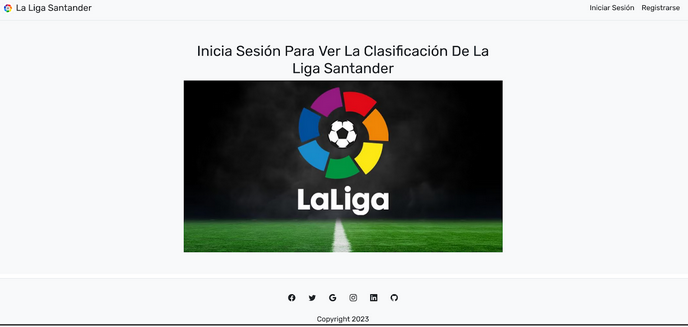 La Liga Santander
Iniciar Sesión Registrarse
Inicia Sesión Para Ver La Clasificación De La
Liga Santander
LaLiga
Copyright 2023